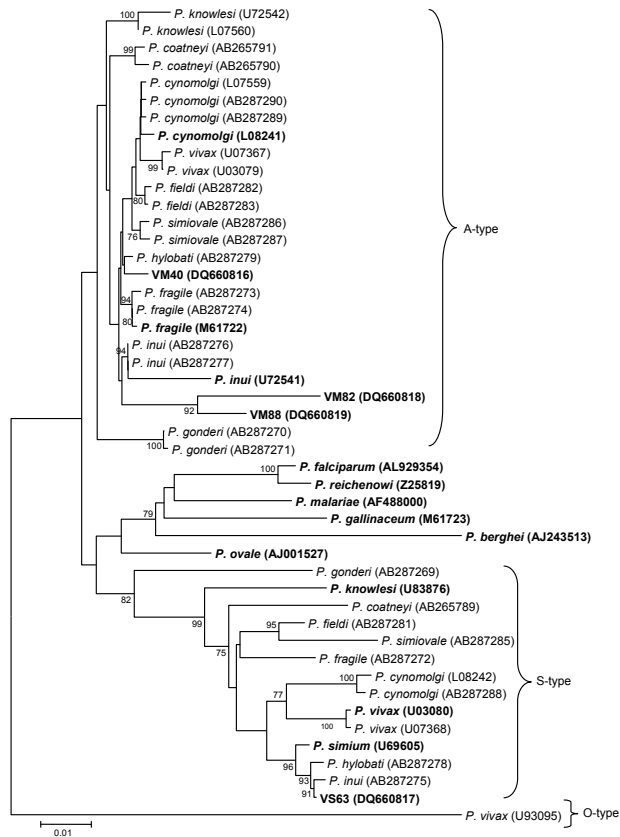 100
P. knowlesi (U72542)
P. knowlesi (L07560)
99
P. coatneyi (AB265791)
P. coatneyi (AB265790)
P. cynomolgi (L07559)
P. cynomolgi (AB287290)
P. cynomolgi (AB287289)
P. cynomolgi (L08241)
P. vivax (U07367)
99
P. vivax (U03079)
P. fieldi (AB287282)
80
P. fieldi (AB287283)
P. simiovale (AB287286)
76
P. simiovale (AB287287)
A-type
P. hylobati (AB287279)
VM40 (DQ660816)
P. fragile (AB287273)
94
P. fragile (AB287274)
80
P. fragile (M61722)
P. inui (AB287276)
94
P. inui (AB287277)
P. inui (U72541)
VM82 (DQ660818)
92
VM88 (DQ660819)
P. gonderi (AB287270)
100
P. gonderi (AB287271)
100
P. falciparum (AL929354)
P. reichenowi (Z25819)
P. malariae (AF488000)
79
P. gallinaceum (M61723)
P. berghei (AJ243513)
P. ovale (AJ001527)
P. gonderi (AB287269)
82
P. knowlesi (U83876)
P. coatneyi (AB265789)
99
95
P. fieldi (AB287281)
P. simiovale (AB287285)
75
P. fragile (AB287272)
100
P. cynomolgi (L08242)
S-type
P. cynomolgi (AB287288)
77
P. vivax (U03080)
100
P. vivax (U07368)
P. simium (U69605)
96
P. hylobati (AB287278)
93
P. inui (AB287275)
91
VS63 (DQ660817)
P. vivax (U93095)
O-type
0.01